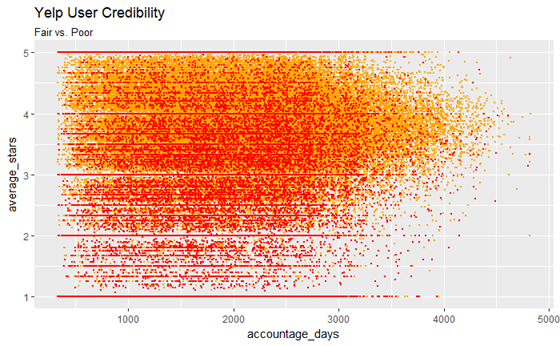 Yelp User Credibility
Fair vs. Poor
average_stars
5
4
3
2
1
1000 2000 3000 4000 5000
accountage_days